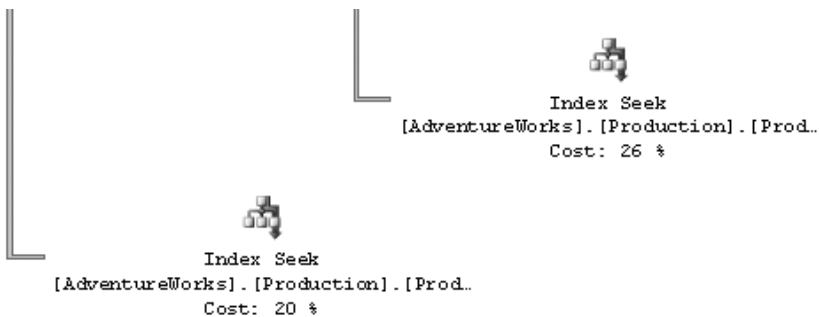 Index Seek
[AdventureWorks].[Production].[Prod…
Cost: 26 %
Index Seek
[AdventureWorks].[Production].[Prod…
Cost: 20 %